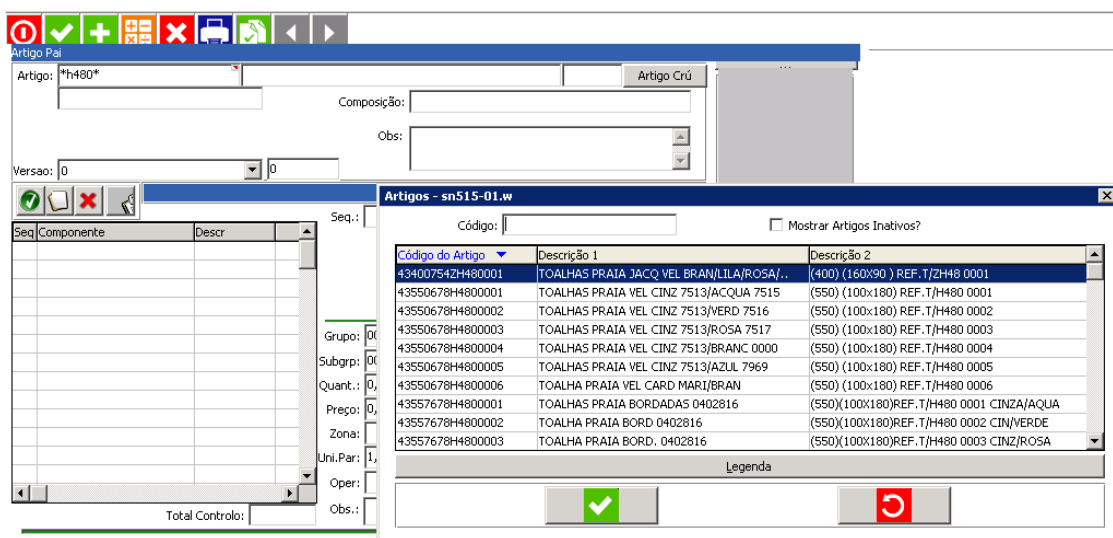 Artigo Pai
Artigo: *h480* Artigo Crú ...
Composição:
Obs:
Versao: 0 0
Seq Componente Descr
Seq.:
Grupo: 00
Subgrp: 00
Quant.: 0,
Preço: 0,
Zona:
Uni.Par: 1,
Oper:
Obs.:
Total Controlo:
Artigos - sn515-01.w
Código: Mostrar Artigos Inativos?
Código do Artigo Descrição 1 Descrição 2
43400754ZH480001 TOALHAS PRAIA JACQ VEL BRAN/LILA/ROSA/.. (400) (160X90 ) REF.T/ZH48 0001
43550678H4800001 TOALHAS PRAIA VEL CINZ 7513/ACQUA 7515 (550) (100x180) REF.T/H480 0001
43550678H4800002 TOALHAS PRAIA VEL CINZ 7513/VERD 7516 (550) (100x180) REF.T/H480 0002
43550678H4800003 TOALHAS PRAIA VEL CINZ 7513/ROSA 7517 (550) (100x180) REF.T/H480 0003
43550678H4800004 TOALHAS PRAIA VEL CINZ 7513/BRANC 0000 (550) (100x180) REF.T/H480 0004
43550678H4800005 TOALHAS PRAIA VEL CINZ 7513/AZUL 7969 (550) (100x180) REF.T/H480 0005
43550678H4800006 TOALHA PRAIA VEL CARD MARI/BRAN (550) (100x180) REF.T/H480 0006
43557678H4800001 TOALHAS PRAIA BORDADAS 0402816 (550)(100X180)REF.T/H480 0001 CINZA/AQUA
43557678H4800002 TOALHA PRAIA BORD 0402816 (550)(100X180)REF.T/H480 0002 CIN/VERDE
43557678H4800003 TOALHA PRAIA BORD. 0402816 (550)(100X180)REF.T/H480 0003 CINZ/ROSA
Legenda